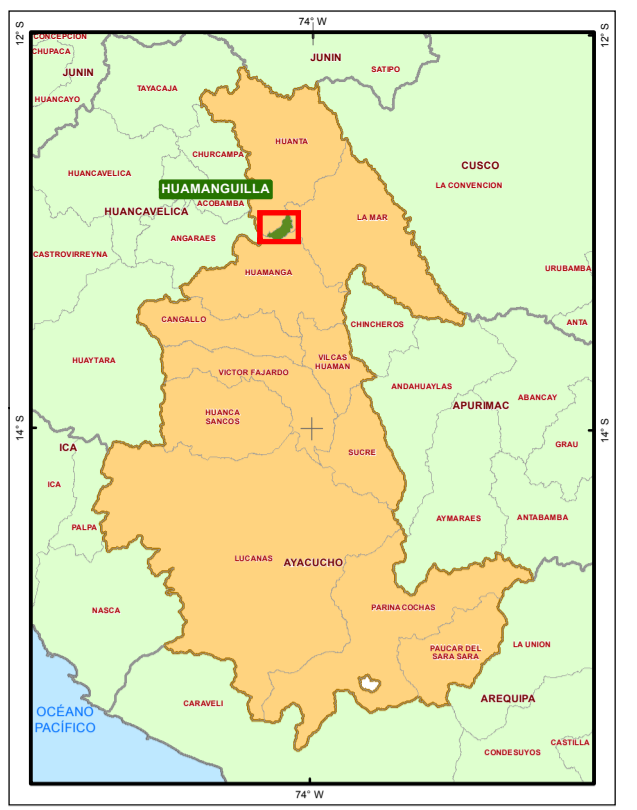 74° W
12° S
12° S
CONCEPCION
CHUPACA
JUNIN
JUNIN
SATIPO
TAYACAJA
HUANCAYO
HUANTA
CHURCAMPA
CUSCO
HUANCAVELICA
LA CONVENCION
HUAMANGUILLA
ACOBAMBA
HUANCAVELICA
LA MAR
ANGARAES
CASTROVIRREYNA
URUBAMBA
HUAMANGA
CANGALLO
CHINCHEROS
ANTA
HUAYTARA
VILCAS
HUAMAN
VICTOR FAJARDO
ANDAHUAYLAS
ABANCAY
APURIMAC
HUANCA
SANCOS
14° S
14° S
GRAU
ICA
SUCRE
ICA
AYMARAES
ANTABAMBA
PALPA
LUCANAS
AYACUCHO
NASCA
PARINACOCHAS
LA UNION
PAUCAR DEL
SARA SARA
CARAVELI
AREQUIPA
OCÉANO
PACÍFICO
CASTILLA
CONDESUYOS
74° W